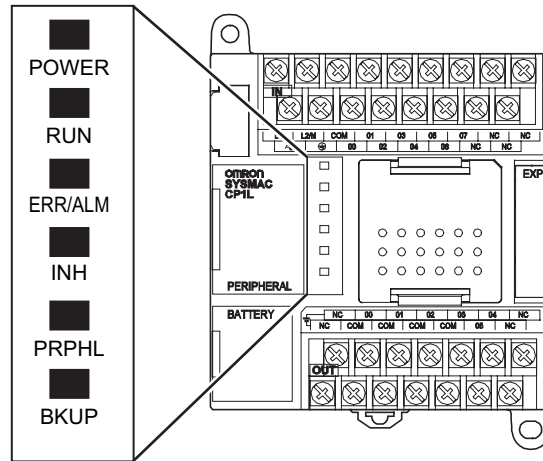 POWER
RUN
ERR/ALM
INH
PRPHL
BKUP
IN
L2/N COM 01 03 05 07 NC NC
00 02 04 06 NC NC
OMRON
SYSMAC
CP1L
EXP
PERIPHERAL
BATTERY
NC 00 01 02 03 04 NC
NC COM COM COM COM 05 NC
OUT